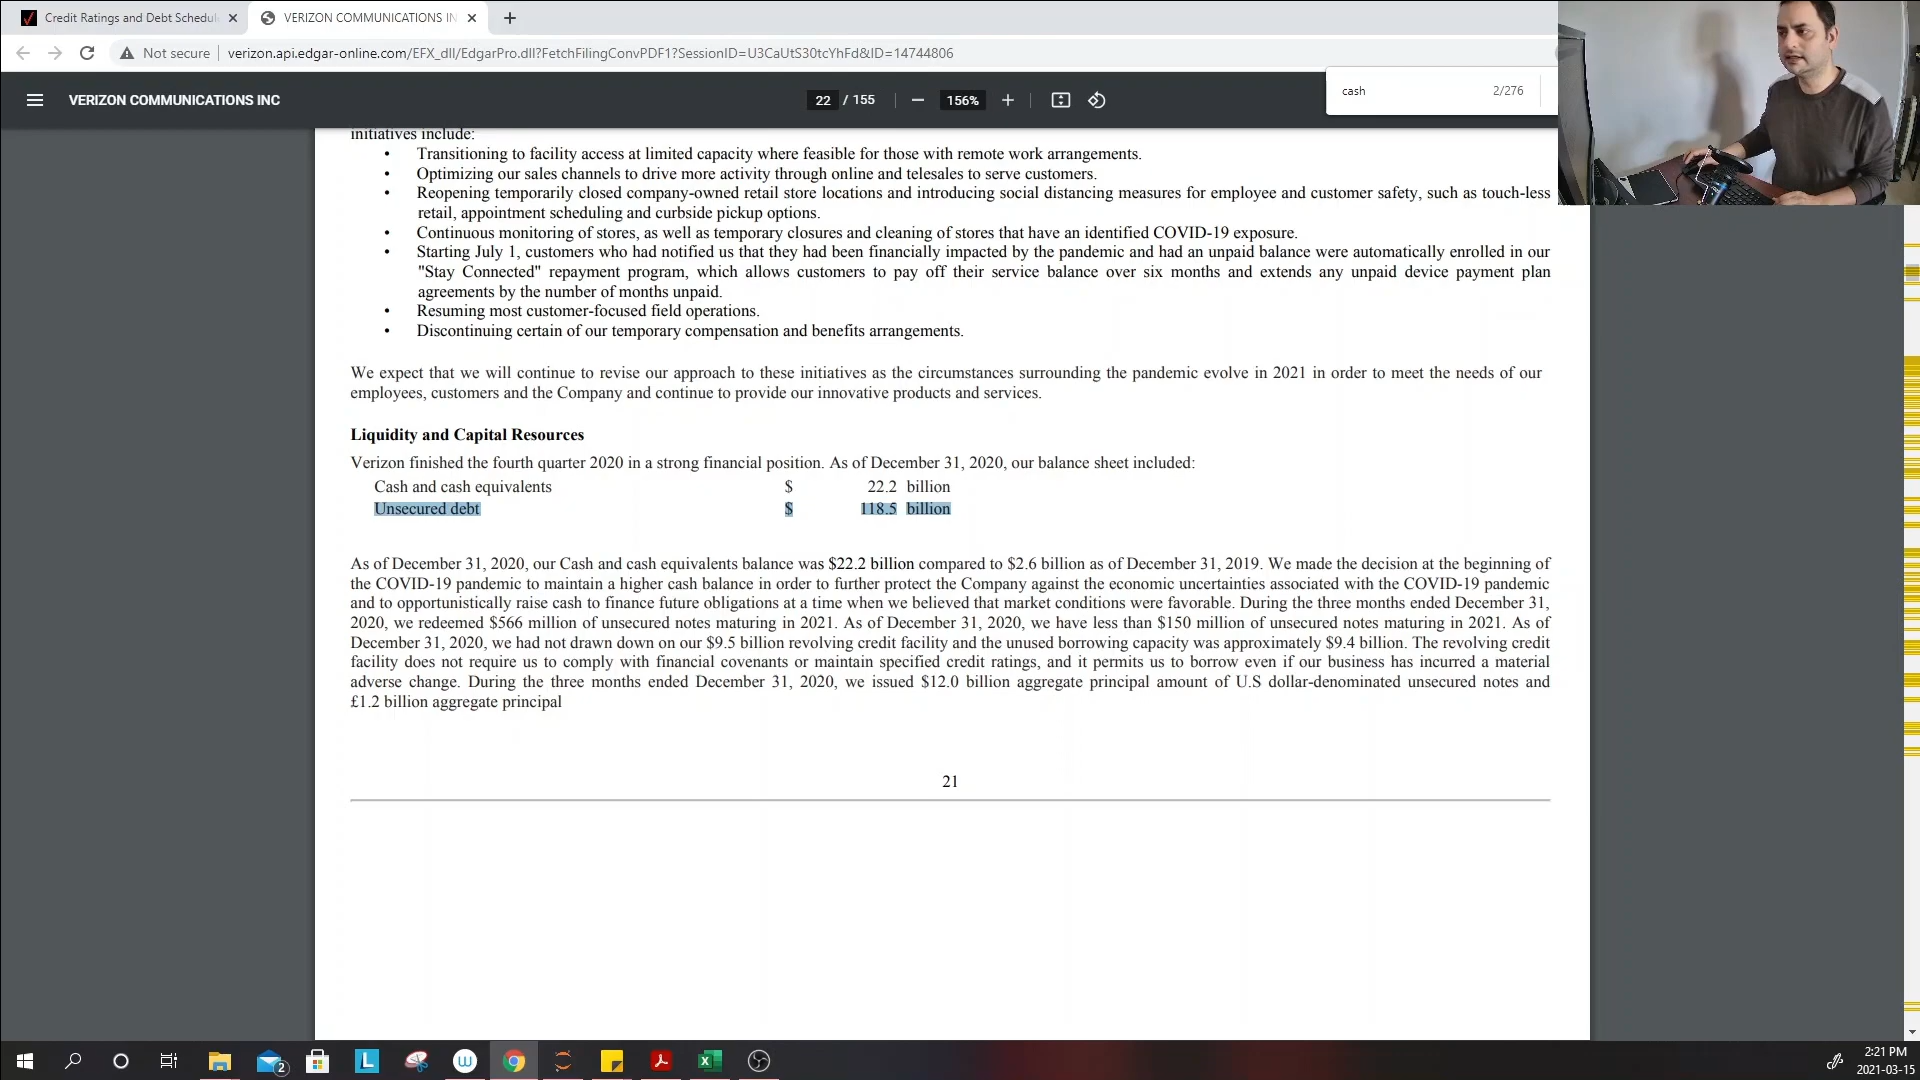 Credit Ratings and Debt Schedul
VERIZON COMMUNICATIONS IN
Not secure
verizon.api.edgar-online.com/EFX_dll/EdgarPro.dll?FetchFilingConvPDF1?SessionID=U3CaUtS30tcYhFd&ID=14744806
VERIZON COMMUNICATIONS INC
22 / 155
156%
cash 2/276
initiatives include:
• Transitioning to facility access at limited capacity where feasible for those with remote work arrangements.
• Optimizing our sales channels to drive more activity through online and telesales to serve customers.
• Reopening temporarily closed company-owned retail store locations and introducing social distancing measures for employee and customer safety, such as touch-less
retail, appointment scheduling and curbside pickup options.
• Continuous monitoring of stores, as well as temporary closures and cleaning of stores that have an identified COVID-19 exposure.
• Starting July 1, customers who had notified us that they had been financially impacted by the pandemic and had an unpaid balance were automatically enrolled in our
"Stay Connected" repayment program, which allows customers to pay off their service balance over six months and extends any unpaid device payment plan
agreements by the number of months unpaid.
• Resuming most customer-focused field operations.
• Discontinuing certain of our temporary compensation and benefits arrangements.
We expect that we will continue to revise our approach to these initiatives as the circumstances surrounding the pandemic evolve in 2021 in order to meet the needs of our
employees, customers and the Company and continue to provide our innovative products and services.
Liquidity and Capital Resources
Verizon finished the fourth quarter 2020 in a strong financial position. As of December 31, 2020, our balance sheet included:
Cash and cash equivalents $ 22.2 billion
Unsecured debt $ 118.5 billion
As of December 31, 2020, our Cash and cash equivalents balance was $22.2 billion compared to $2.6 billion as of December 31, 2019. We made the decision at the beginning of
the COVID-19 pandemic to maintain a higher cash balance in order to further protect the Company against the economic uncertainties associated with the COVID-19 pandemic
and to opportunistically raise cash to finance future obligations at a time when we believed that market conditions were favorable. During the three months ended December 31,
2020, we redeemed $566 million of unsecured notes maturing in 2021. As of December 31, 2020, we have less than $150 million of unsecured notes maturing in 2021. As of
December 31, 2020, we had not drawn down on our $9.5 billion revolving credit facility and the unused borrowing capacity was approximately $9.4 billion. The revolving credit
facility does not require us to comply with financial covenants or maintain specified credit ratings, and it permits us to borrow even if our business has incurred a material
adverse change. During the three months ended December 31, 2020, we issued $12.0 billion aggregate principal amount of U.S dollar-denominated unsecured notes and
£1.2 billion aggregate principal
21
2
L
2:21 PM
2021-03-15